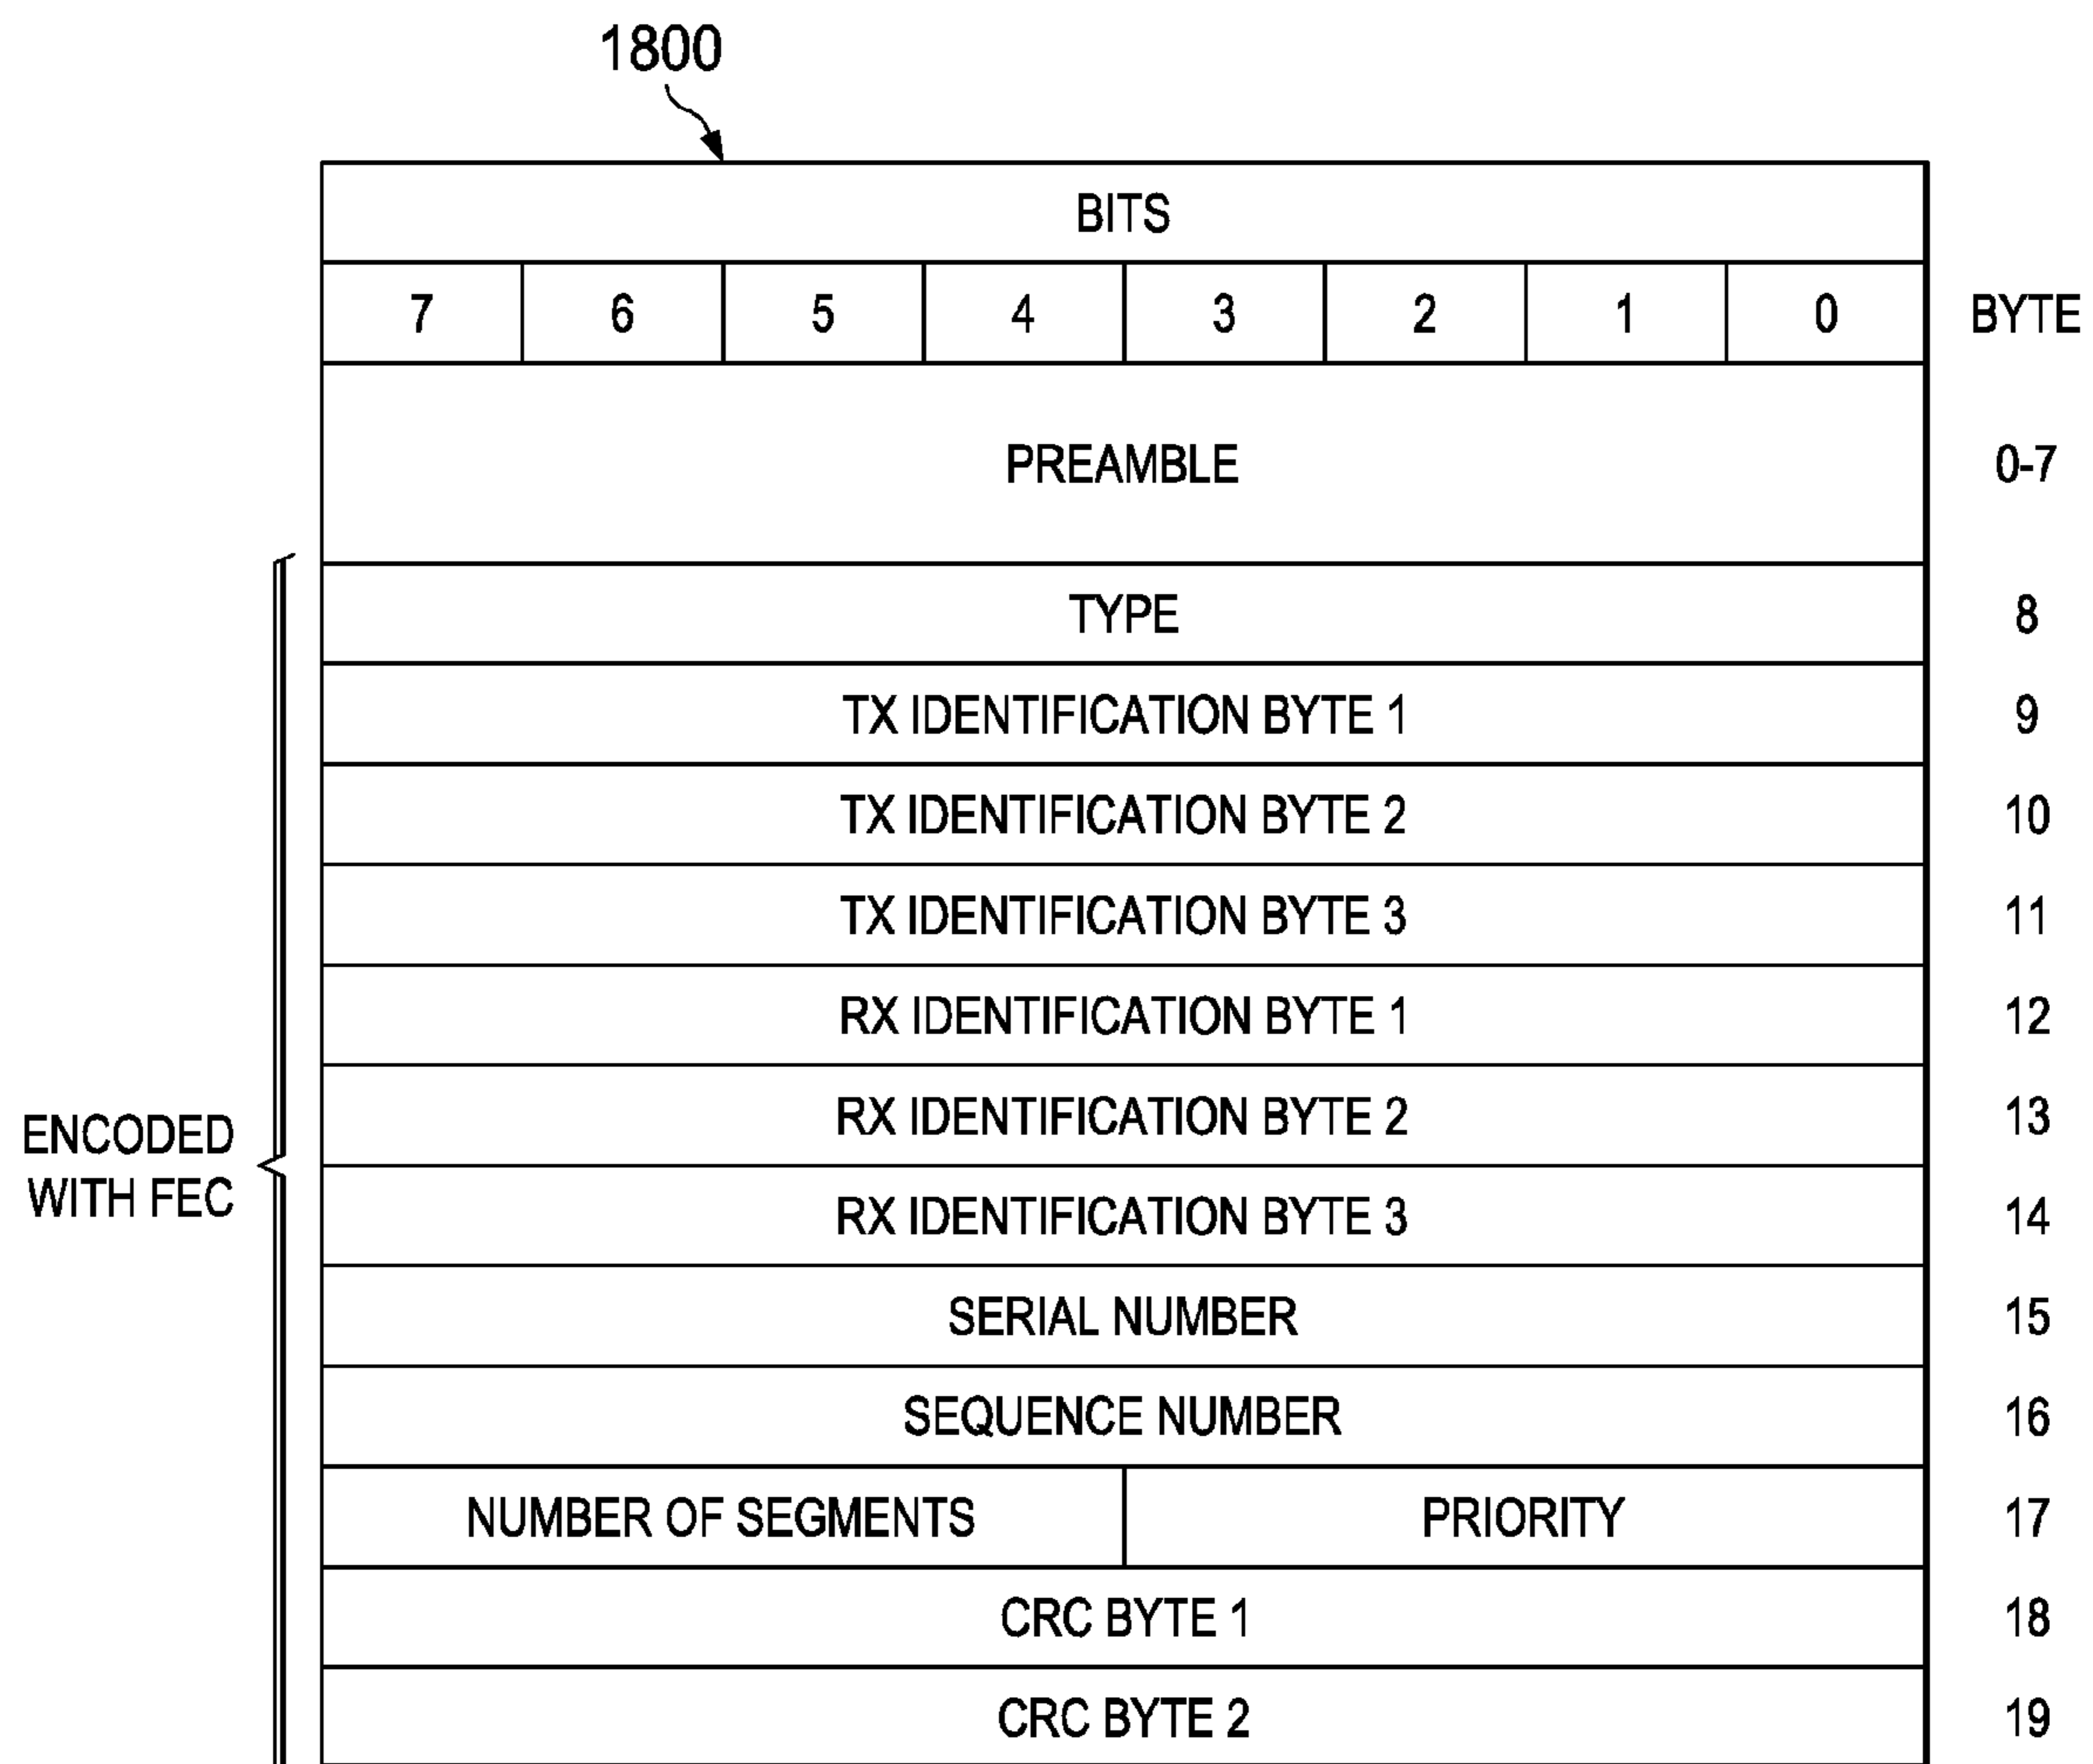 1800
BITS
7 6 5 4 3 2 1 0 BYTE
PREAMBLE 0-7
TYPE 8
TX IDENTIFICATION BYTE 1 9
TX IDENTIFICATION BYTE 2 10
TX IDENTIFICATION BYTE 3 11
RX IDENTIFICATION BYTE 1 12
RX IDENTIFICATION BYTE 2 13
RX IDENTIFICATION BYTE 3 14
ENCODED
WITH FEC
SERIAL NUMBER 15
SEQUENCE NUMBER 16
NUMBER OF SEGMENTS PRIORITY 17
CRC BYTE 1 18
CRC BYTE 2 19